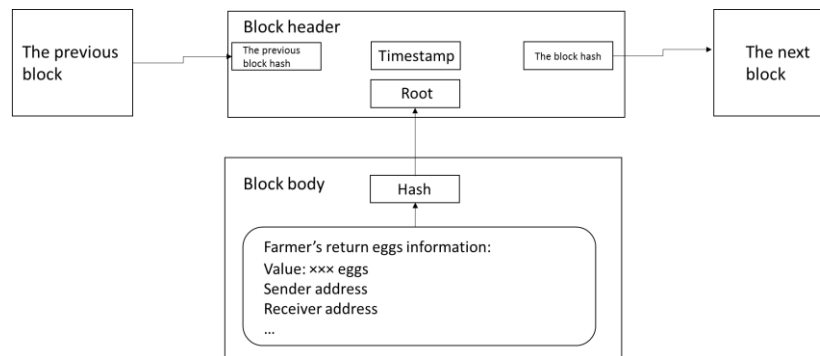 The previous
block
Block header
The previous
block hash
Timestamp
The block hash
Root
The next
block
Block body
Hash
Farmer's return eggs information:
Value: ××× eggs
Sender address
Receiver address
...